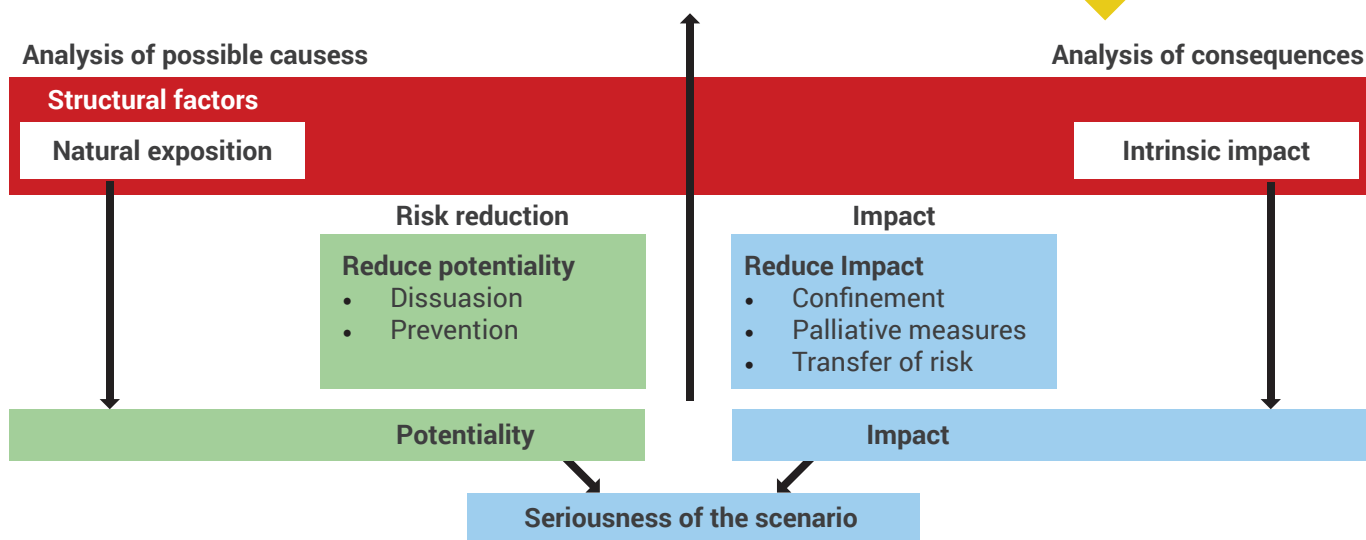 Analysis of possible causess
Analysis of consequences
Structural factors
Natural exposition
Intrinsic impact
Risk reduction
Impact
Reduce potentiality
• Dissuasion
• Prevention
Reduce Impact
• Confinement
• Palliative measures
• Transfer of risk
Potentiality
Impact
Seriousness of the scenario